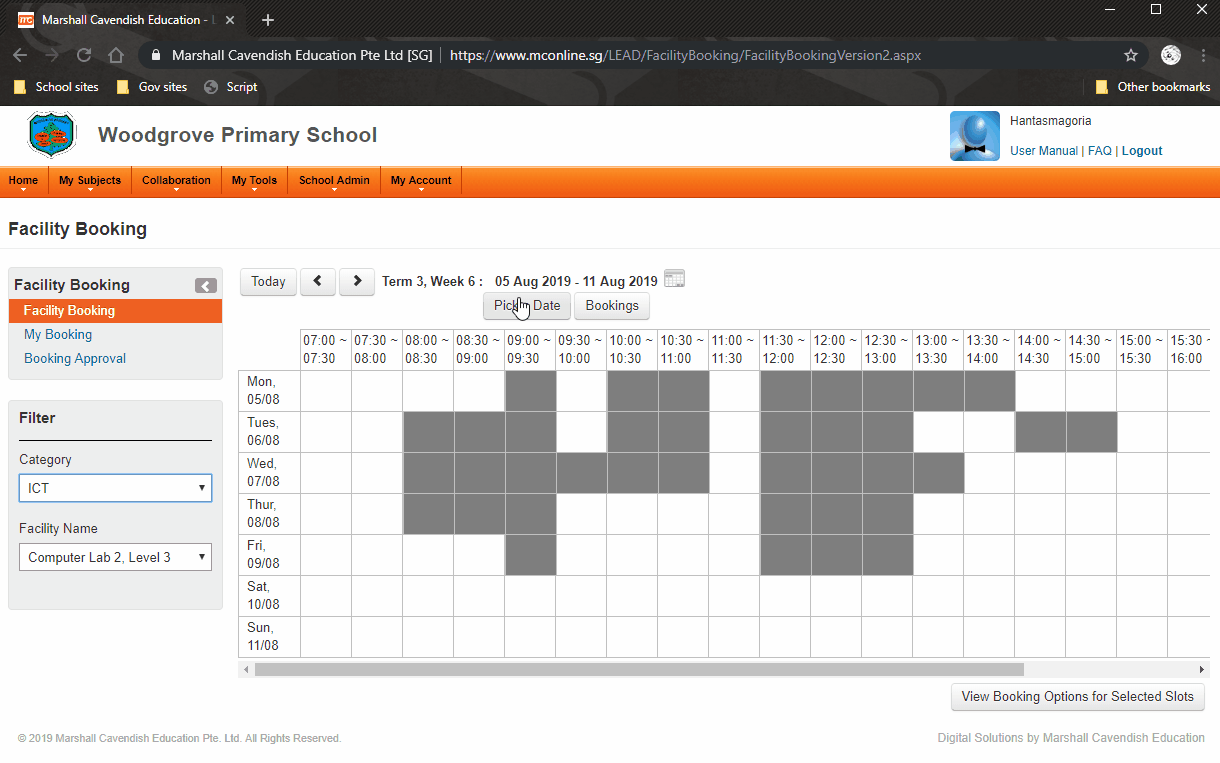 Marshall Cavendish Education - L
Marshall Cavendish Education Pte Ltd [SG] https://www.mconline.sg/LEAD/FacilityBooking/FacilityBookingVersion2.aspx
School sites Gov sites Script Other bookmarks
Woodgrove Primary School
Hantasmagoria
User Manual | FAQ | Logout
Home My Subjects Collaboration My Tools School Admin My Account
Facility Booking
Facility Booking
Facility Booking
My Booking
Booking Approval
Filter
Category
ICT
Facility Name
Computer Lab 2, Level 3
Today Term 3, Week 6 : 05 Aug 2019 - 11 Aug 2019
Date Bookings
07:00 ~ 07:30 ~ 08:00 ~ 08:30 ~ 09:00 ~ 09:30 ~ 10:00 ~ 10:30 ~ 11:00 ~ 11:30 ~ 12:00 ~ 12:30 ~ 13:00 ~ 13:30 ~ 14:00 ~ 14:30 ~ 15:00 ~ 15:30 ~
07:30 08:00 08:30 09:00 09:30 10:00 10:30 11:00 11:30 12:00 12:30 13:00 13:30 14:00 14:30 15:00 15:30 16:00
Mon,
05/08
Tues,
06/08
Wed,
07/08
Thur,
08/08
Fri,
09/08
Sat,
10/08
Sun,
11/08
View Booking Options for Selected Slots
© 2019 Marshall Cavendish Education Pte. Ltd. All Rights Reserved.
Digital Solutions by Marshall Cavendish Education